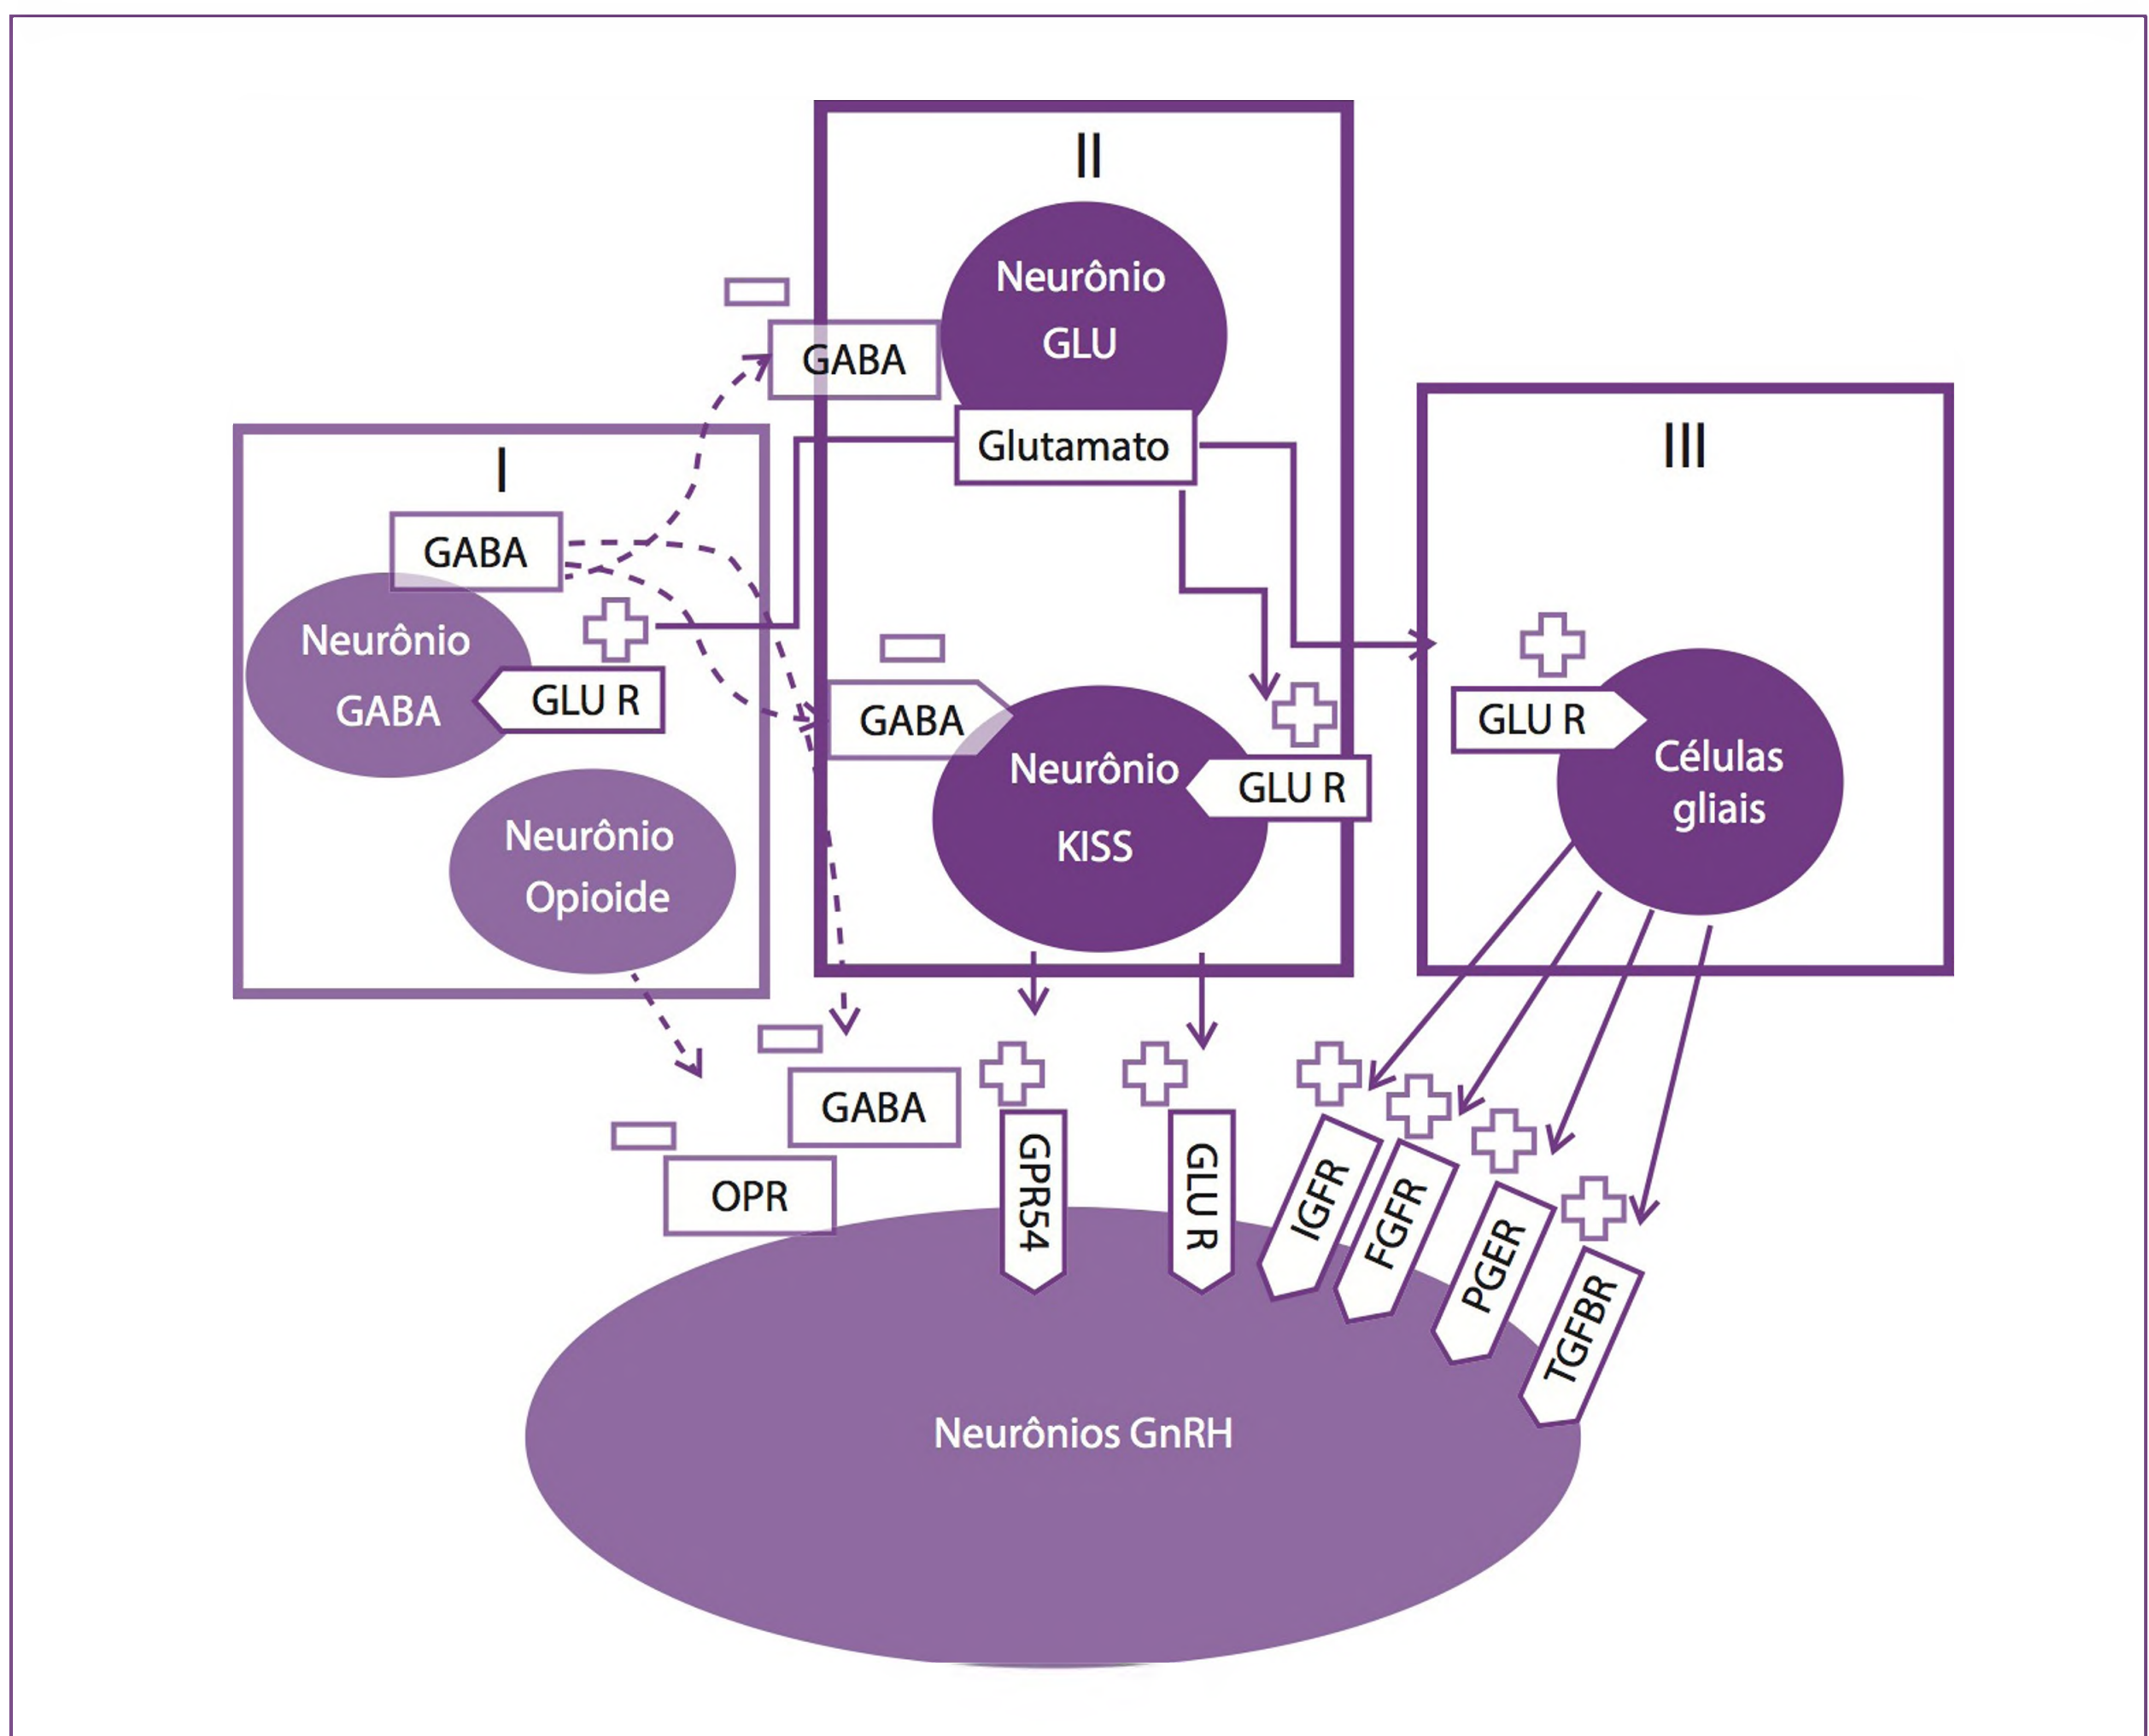 II
Neurônio
GLU
GABA
Glutamato
I
GABA
Neurônio
GABA
GLU R
Neurônio
Opioide
GABA
Neurônio
KISS
GLU R
III
GLU R
Células
gliais
GABA
OPR
GPR54
GLU R
IGFR
FGFR
PGER
TGFBR
Neurônios GnRH